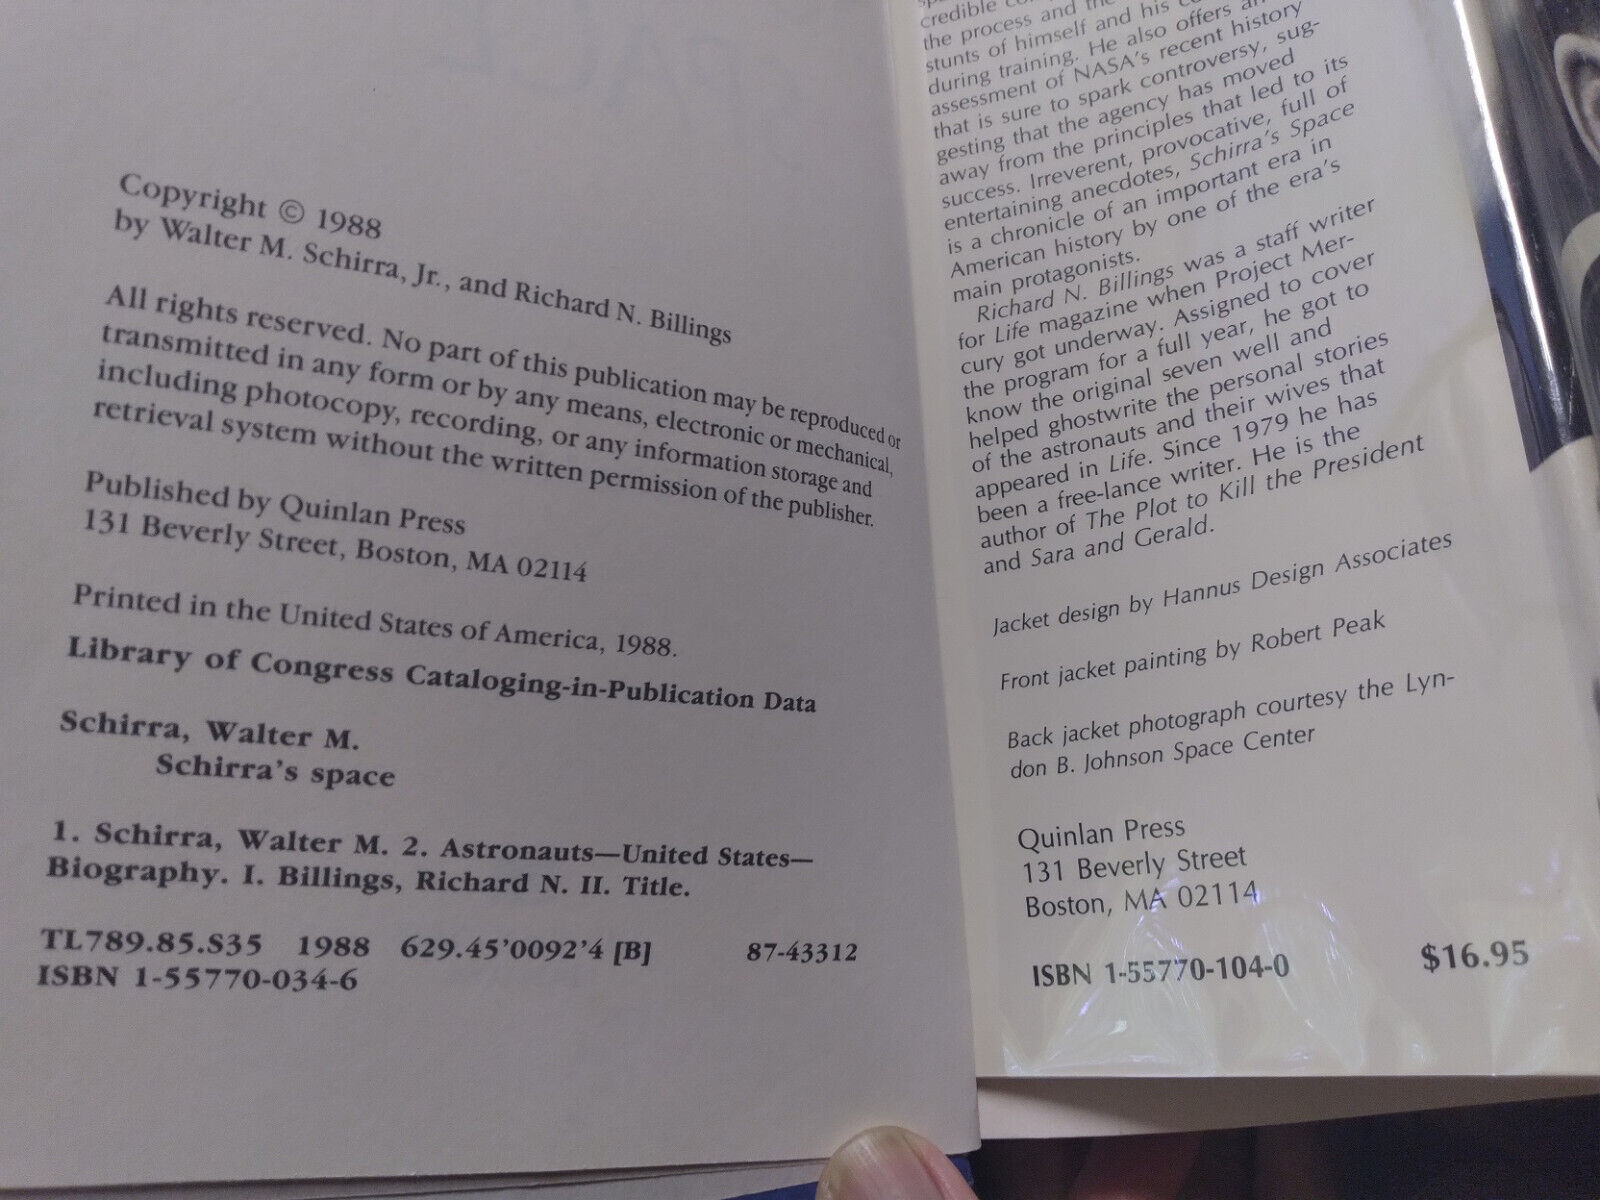 Copyright © 1988
by Walter M. Schirra, Jr., and Richard N. Billings
All rights reserved. No part of this publication may be reproduced or
transmitted in any form or by any means, electronic or mechanical,
including photocopy, recording, or any information storage and
retrieval system without the written permission of the publisher.
Published by Quinlan Press
131 Beverly Street, Boston, MA 02114
Printed in the United States of America, 1988.
Library of Congress Cataloging-in-Publication Data
Schirra, Walter M.
Schirra's space
1. Schirra, Walter M. 2. Astronauts—United States—
Biography. I. Billings, Richard N. II. Title.
TL789.85.S35 1988 629.45'0092'4 [B] 87-43312
ISBN 1-55770-034-6
credible
the process and the
stunts of himself and his
during training. He also offers
assessment of NASA's recent history
that is sure to spark controversy, sug-
gesting that the agency has moved
away from the principles that led to its
success. Irreverent, provocative, full of
entertaining anecdotes, Schirra's Space
is a chronicle of an important era in
American history by one of the era's
main protagonists.
Richard N. Billings was a staff writer
for Life magazine when Project Mer-
cury got underway. Assigned to cover
the program for a full year, he got to
know the original seven well and
helped ghostwrite the personal stories
of the astronauts and their wives that
appeared in Life. Since 1979 he has
been a free-lance writer. He is the
author of The Plot to Kill the President
and Sara and Gerald.
Jacket design by Hannus Design Associates
Front jacket painting by Robert Peak
Back jacket photograph courtesy the Lyn-
don B. Johnson Space Center
Quinlan Press
131 Beverly Street
Boston, MA 02114
ISBN 1-55770-104-0 $16.95